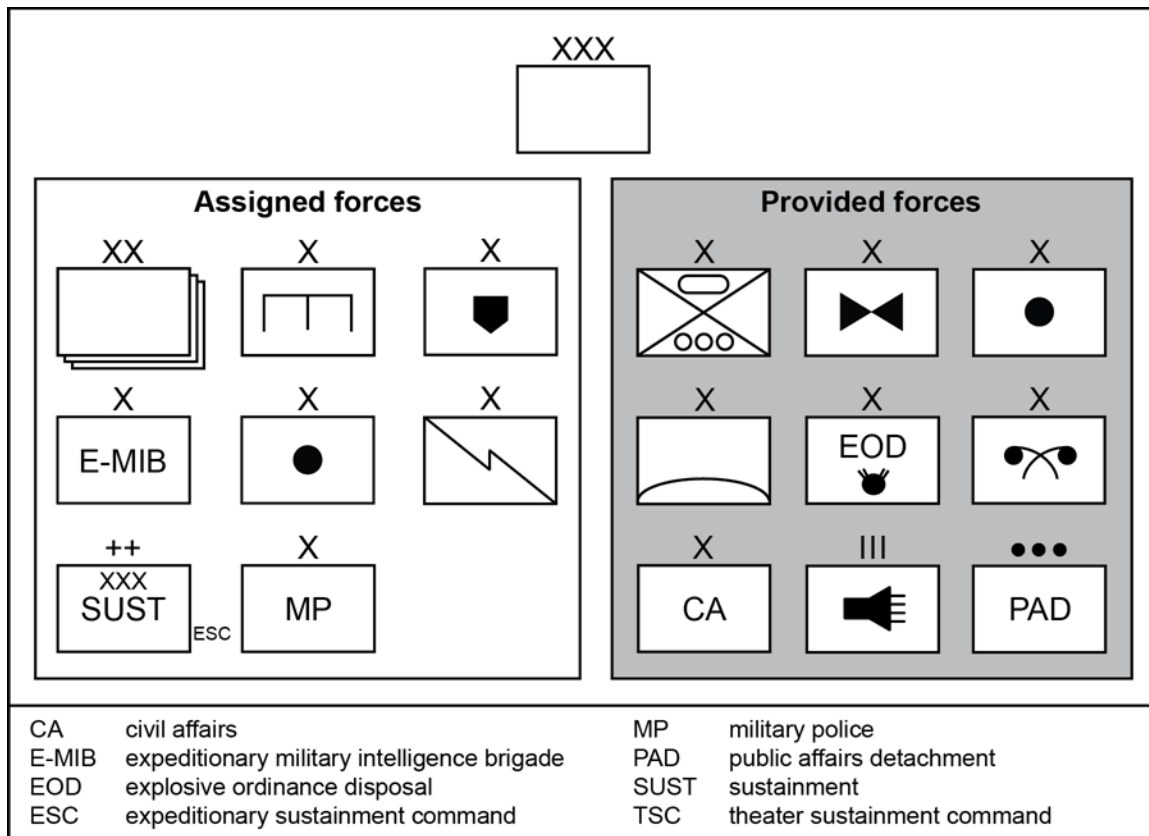 XXX
Assigned forces
Provided forces
XX X X
X X X
E-MIB
X X X
EOD
X X X
++ X
XXX
SUST ESC MP
X III •••
CA PAD
CA civil affairs
E-MIB expeditionary military intelligence brigade
EOD explosive ordinance disposal
ESC expeditionary sustainment command
MP military police
PAD public affairs detachment
SUST sustainment
TSC theater sustainment command